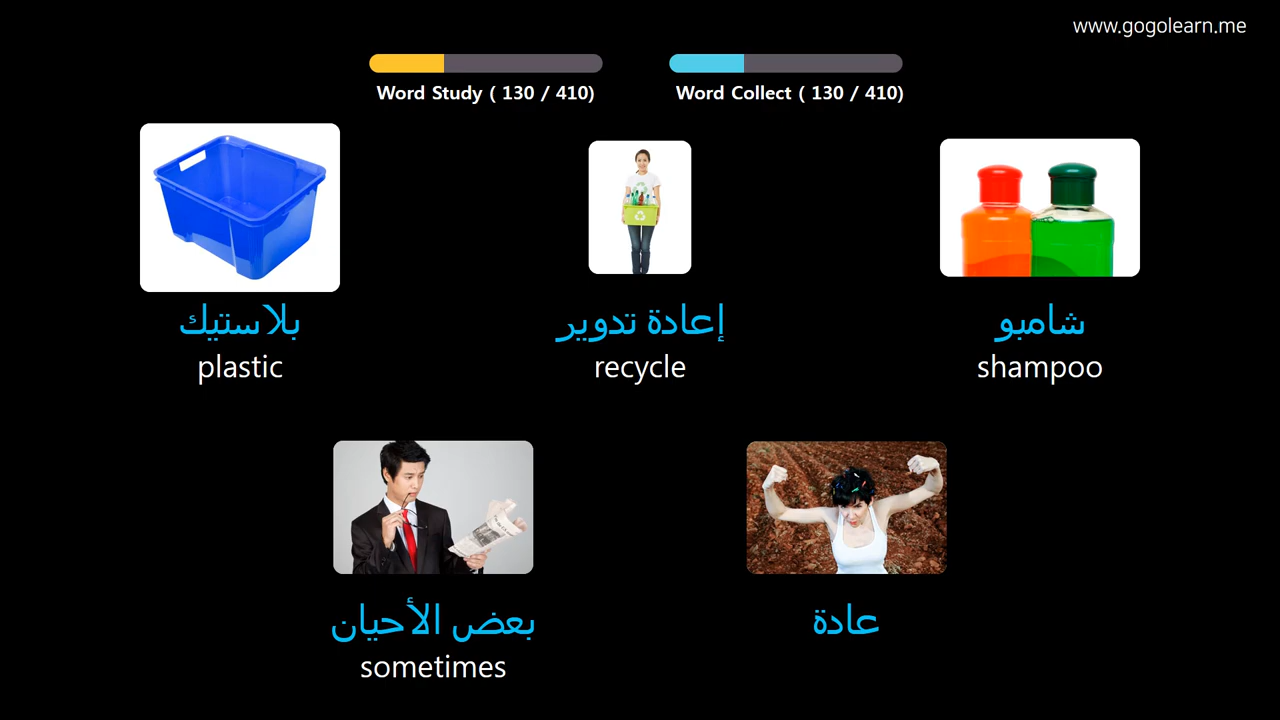 www.gogolearn.me
Word Study ( 130 / 410)
Word Collect ( 130 / 410)
بلاستيك
plastic
إعادة تدوير
recycle
شامبو
shampoo
بعض الأحيان
sometimes
عادة